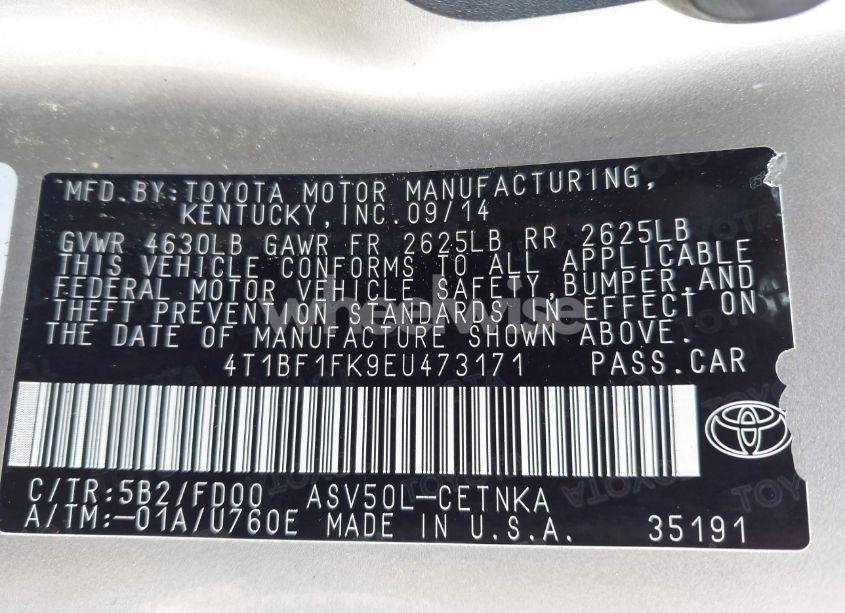 MFD.BY:TOYOTA MOTOR MANUFACTURING,
KENTUCKY,INC.09/14
GVWR 4630LB GAWR FR 2625LB RR 2625LB
THIS VEHICLE CONFORMS TO ALL APPLICABLE
FEDERAL MOTOR VEHICLE SAFETY,BUMPER,AND
THEFT PREVENTION STANDARDS IN EFFECT ON
THE DATE OF MANUFACTURE SHOWN ABOVE.
wheelwise
4T1BF1FK9EU473171 PASS.CAR
C/TR:5B2/FD00 ASV50L-CETNKA
A/TM:-01A/U760E MADE IN U.S.A. 35191